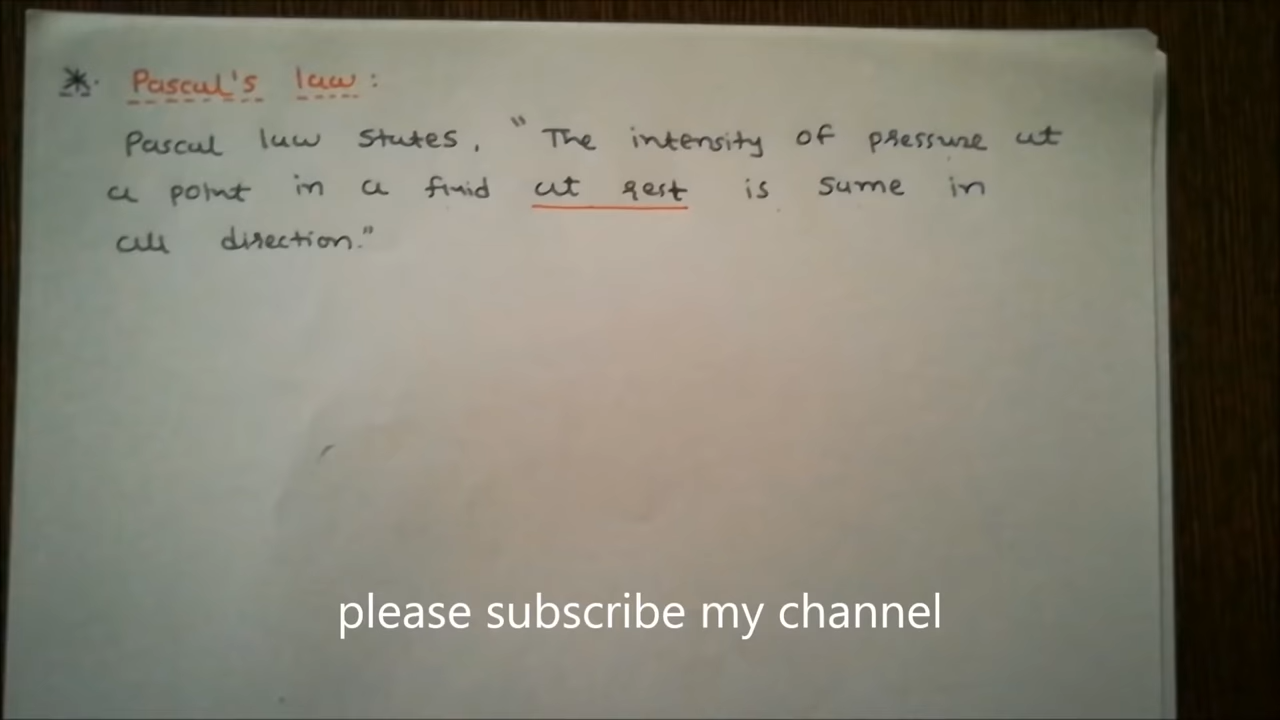 * Pascal's law :
Pascal law states, "The intensity of pressure at
a point in a fluid at rest is same in
all direction."
please subscribe my channel